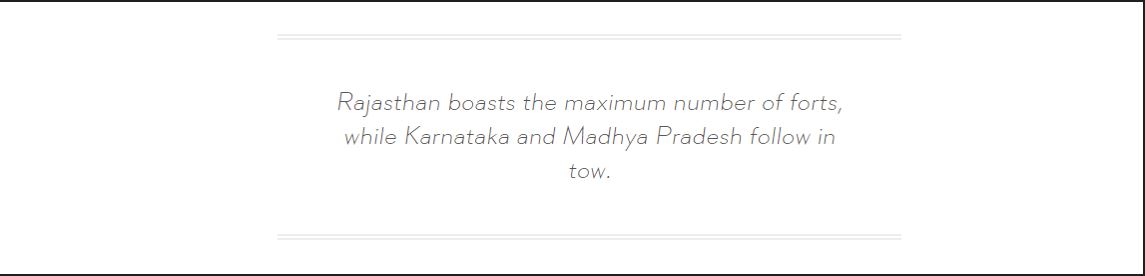 Rajasthan boasts the maximum number of forts,
while Karnataka and Madhya Pradesh follow in
tow.